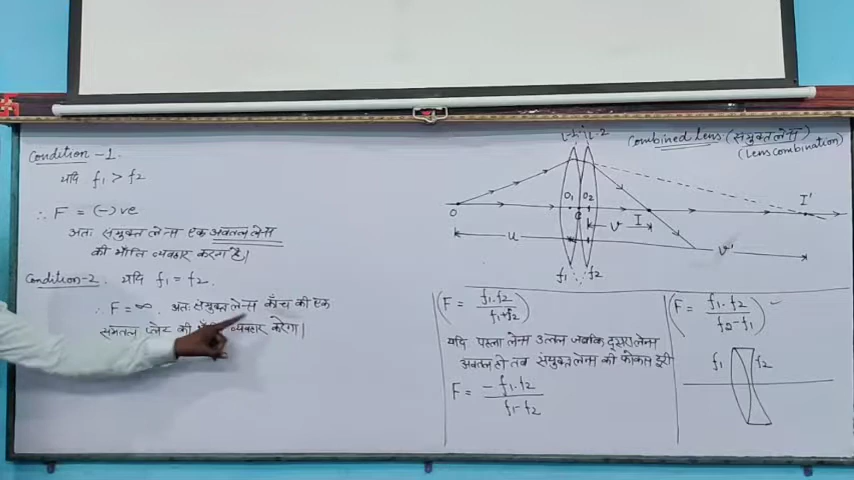 Condition-1.
यदि f₁ > f₂
∴ F = (-)ve
अतः संयुक्त लेन्स एक अवतल लेन्स
की भाँति व्यवहार करता है।
Condition-2. यदि f₁ = f₂.
∴ F = ∞. अतः संयुक्त लेन्स काँच की एक
समतल प्लेट की भाँति व्यवहार करेगा।
L-1 L-2
Combined Lens (संयुक्त लेन्स)
(Lens Combination)
O O₁ C O₂ I I'
u v v'
f₁ f₂
F = f₁.f₂/(f₁+f₂)
यदि पहला लेन्स उत्तल जबकि दूसरा लेन्स
अवतल हो तब संयुक्त लेन्स की फोकस दूरी
F = -f₁.f₂/(f₁-f₂)
F = f₁.f₂/(f₂-f₁)
f₁ f₂